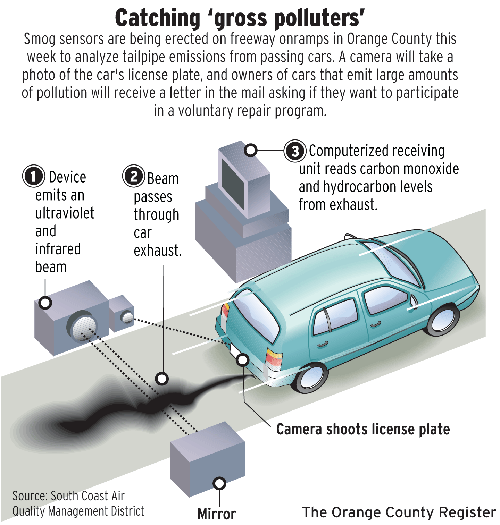 Catching ‘gross polluters’
Smog sensors are being erected on freeway onramps in Orange County this
week to analyze tailpipe emissions from passing cars. A camera will take a
photo of the car's license plate, and owners of cars that emit large amounts
of pollution will receive a letter in the mail asking if they want to participate
in a voluntary repair program.
1 Device
emits an
ultraviolet
and
infrared
beam
2 Beam
passes
through
car
exhaust.
3 Computerized receiving
unit reads carbon monoxide
and hydrocarbon levels
from exhaust.
Camera shoots license plate
Mirror
Source: South Coast Air
Quality Management District
The Orange County Register